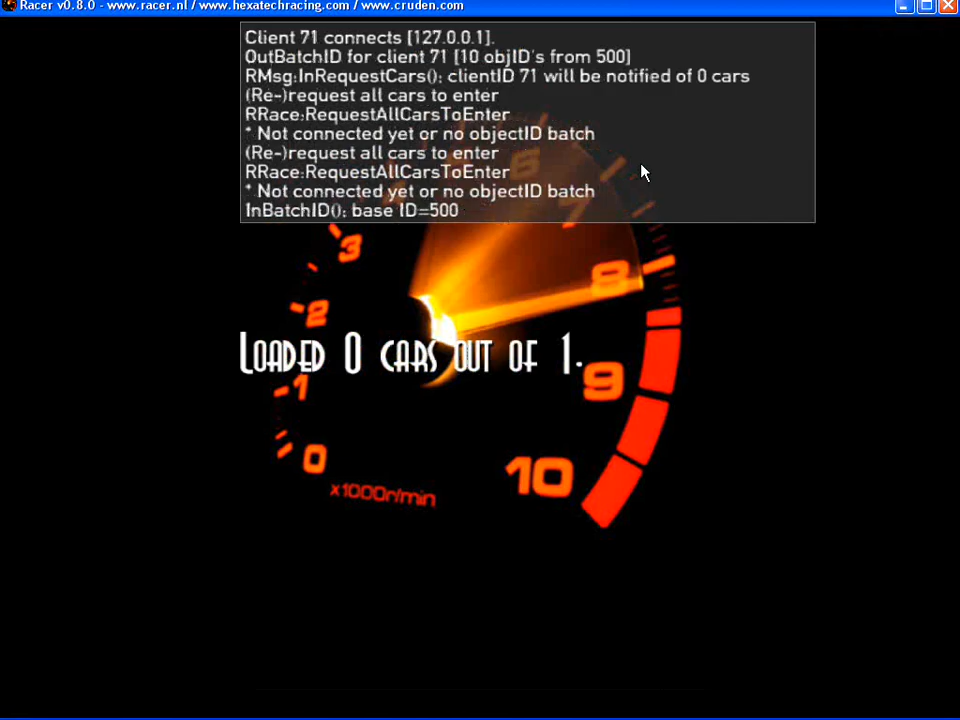 Racer v0.8.0 - www.racer.nl / www.hexatechracing.com / www.cruden.com
Client 71 connects [127.0.0.1].
OutBatchID for client 71 [10 objID's from 500]
RMsg:InRequestCars(); clientID 71 will be notified of 0 cars
(Re-)request all cars to enter
RRace:RequestAllCarsToEnter
* Not connected yet or no objectID batch
(Re-)request all cars to enter
RRace:RequestAllCarsToEnter
* Not connected yet or no objectID batch
InBatchID(); base ID=500
6
7
3
8
2
Loaded 0 cars out of 1.
1
9
0
10
x1000r/min